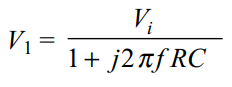 V₁ = Vᵢ / (1 + j2πfRC)